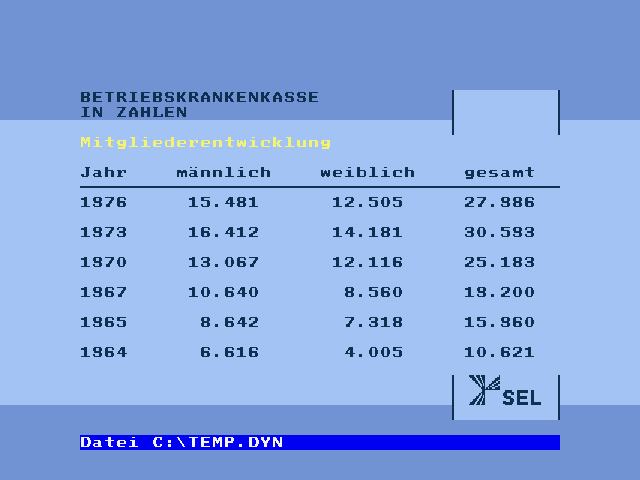 BETRIEBSKRANKENKASSE
IN ZAHLEN
Mitgliederentwicklung
Jahr männlich weiblich gesamt
1976 15.481 12.505 27.986
1973 16.412 14.181 30.593
1970 13.067 12.116 25.183
1967 10.640 8.560 19.200
1965 8.642 7.318 15.960
1964 6.616 4.005 10.621
SEL
Datei C:\TEMP.DYN